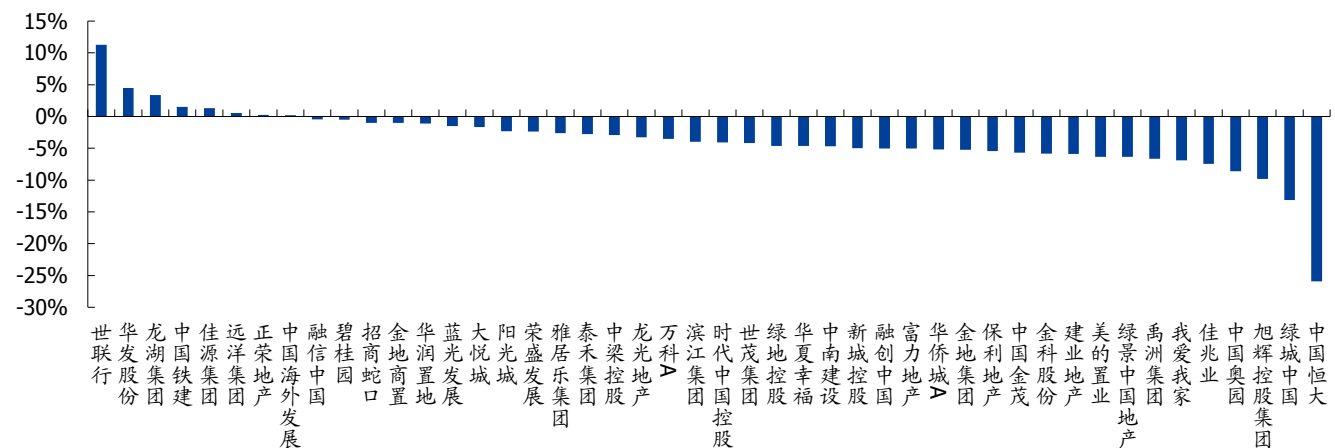 15%
10%
5%
0%
-5%
-10%
-15%
-20%
-25%
-30%
世联行
华发股份
龙湖集团
中国铁建
佳源集团
远洋集团
正荣地产
中国海外发展
融信中国
碧桂园
招商蛇口
金地商置
华润置地
蓝光发展
大悦城
阳光城
荣盛发展
雅居乐集团
泰禾集团
中梁控股
龙光地产
万科A
滨江集团
时代中国控股
世茂集团
绿地控股
华夏幸福
中南建设
新城控股
融创中国
富力地产
华侨城A
金地集团
保利地产
中国金茂
金科股份
建业地产
美的置业
绿景中国地产
禹洲集团
我爱我家
佳兆业
中国奥园
旭辉控股集团
绿城中国
中国恒大